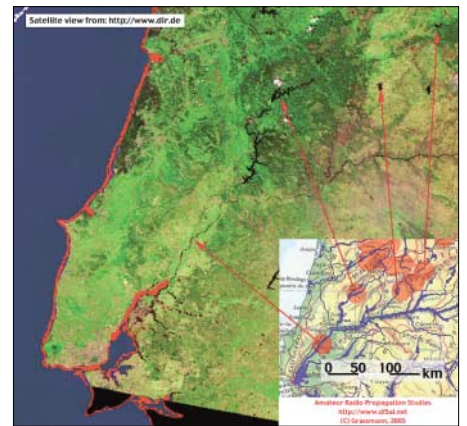 Satellite view from: http://www.dlr.de
0 50 100 km
Amateur Radio Propagation Studies
http://www.df5ai.net
(C) Grassmann, 2005